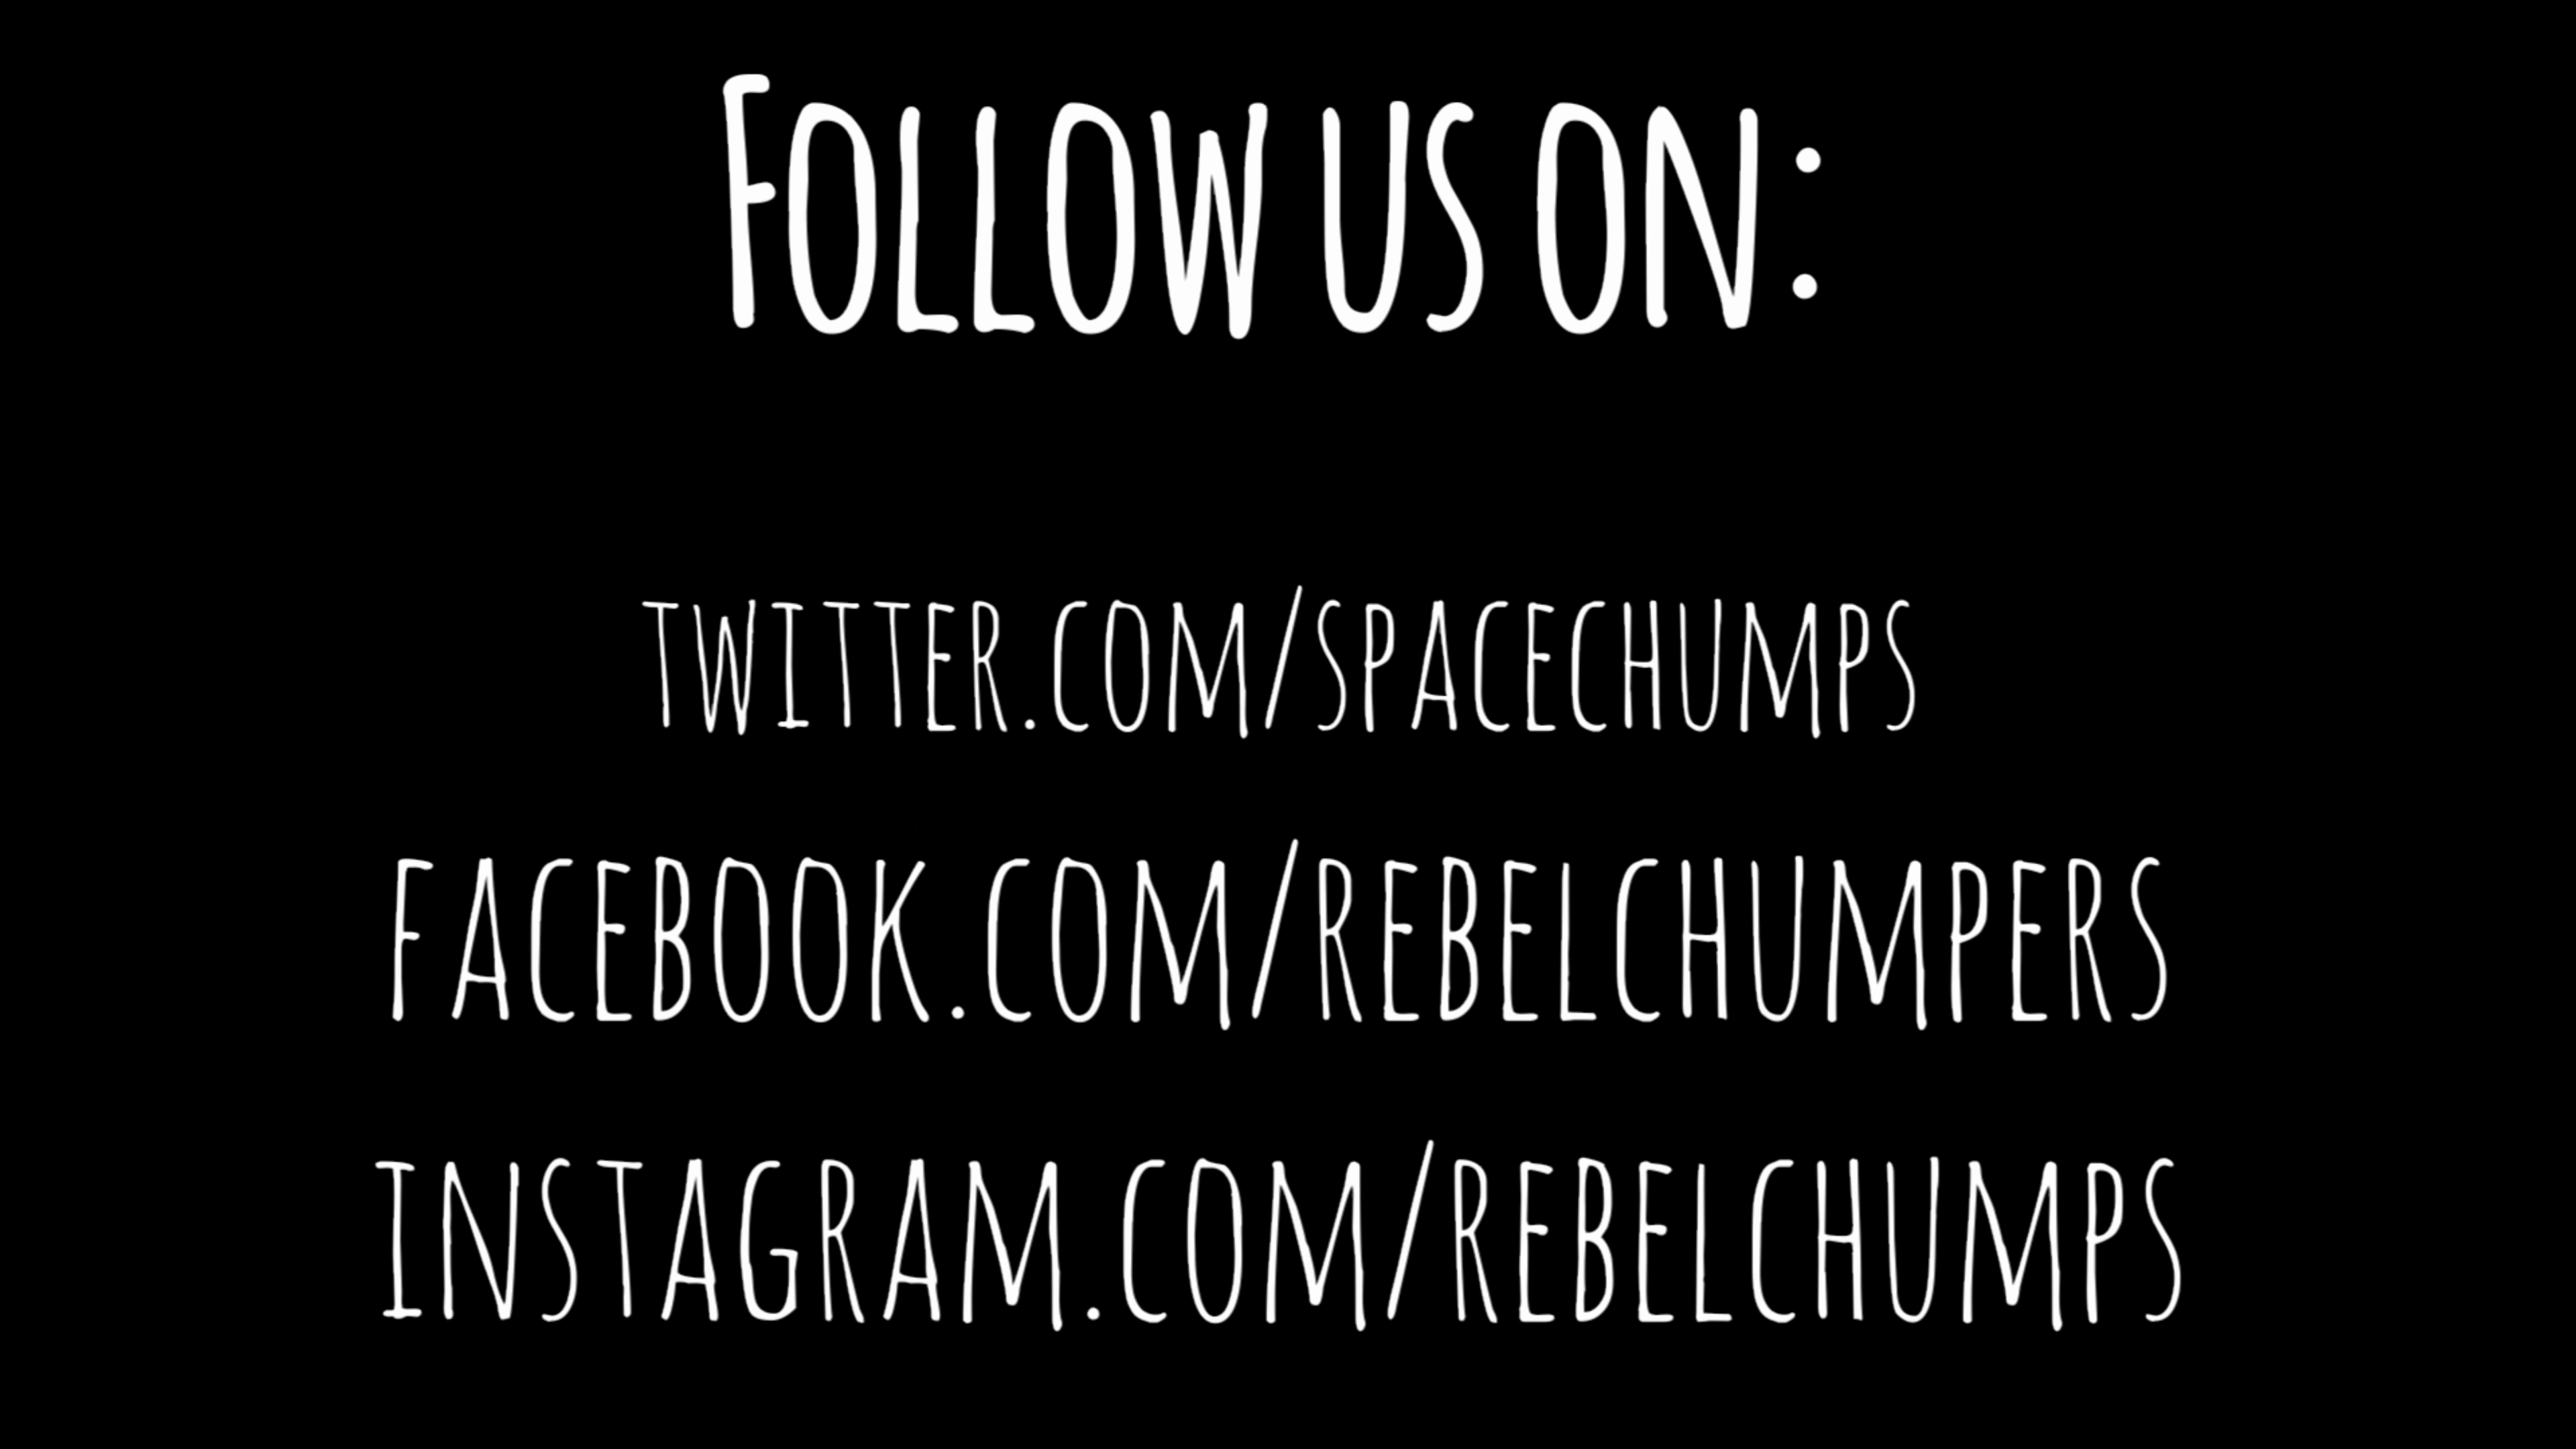 Follow us on:
twitter.com/spacechumps
facebook.com/rebelchumpers
instagram.com/rebelchumps